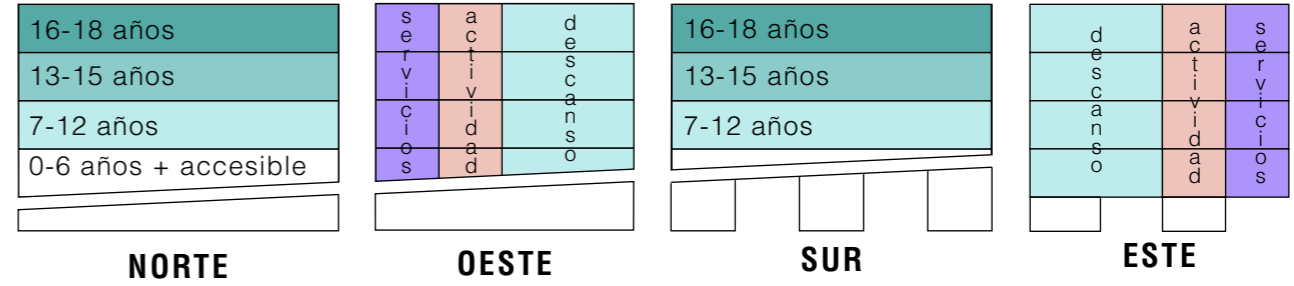 16-18 años
13-15 años
7-12 años
0-6 años + accesible
NORTE
servicios
actividad
descanso
OESTE
16-18 años
13-15 años
7-12 años
SUR
descanso
actividad
servicios
ESTE